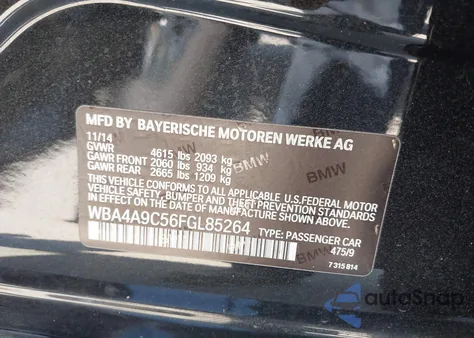 MFD BY BAYERISCHE MOTOREN WERKE AG
11/14
GVWR 4615 lbs 2093 kg
GAWR FRONT 2060 lbs 934 kg
GAWR REAR 2665 lbs 1209 kg
THIS VEHICLE CONFORMS TO ALL APPLICABLE U.S.FEDERAL MOTOR
VEHICLE SAFETY, BUMPER, AND THEFT PREVENTION STANDARDS
IN EFFECT ON THE DATE OF MANUFACTURE SHOWN ABOVE.
WBA4A9C56FGL85264 TYPE: PASSENGER CAR
475/9
7 315 814
BMW
BMW
BMW
autoSnap